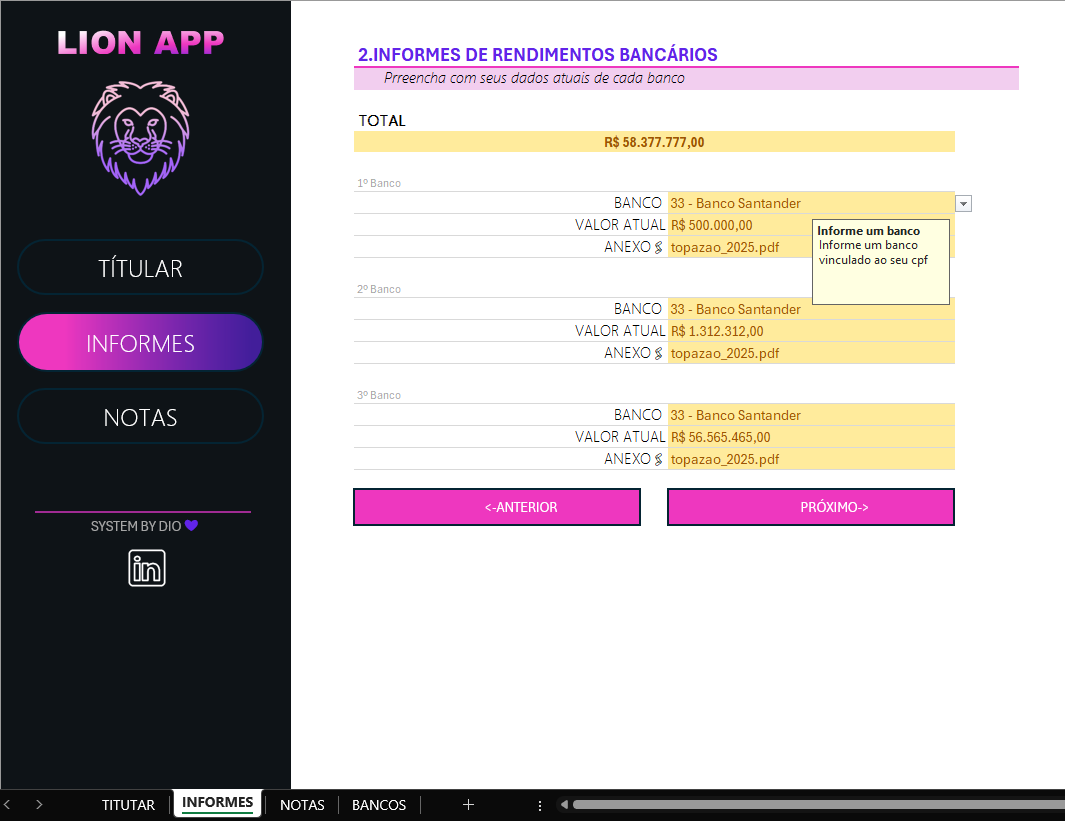 LION APP
TÍTULAR
INFORMES
NOTAS
SYSTEM BY DIO
in
2.INFORMES DE RENDIMENTOS BANCÁRIOS
Prreencha com seus dados atuais de cada banco
TOTAL
R$ 58.377.777,00
1º Banco
BANCO 33 - Banco Santander
VALOR ATUAL R$ 500.000,00
ANEXO topazao_2025.pdf
Informe um banco
Informe um banco
vinculado ao seu cpf
2º Banco
BANCO 33 - Banco Santander
VALOR ATUAL R$ 1.312.312,00
ANEXO topazao_2025.pdf
3º Banco
BANCO 33 - Banco Santander
VALOR ATUAL R$ 56.565.465,00
ANEXO topazao_2025.pdf
<-ANTERIOR PRÓXIMO->
TITUTAR INFORMES NOTAS BANCOS